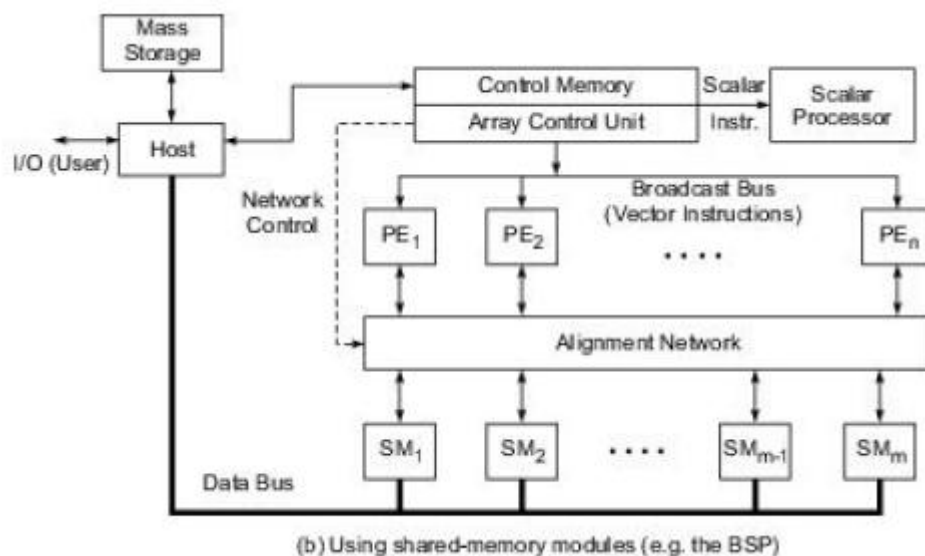 Mass
Storage
Control Memory
Scalar
Scalar
Processor
Array Control Unit
Instr.
I/O (User)
Host
Network
Control
Broadcast Bus
(Vector Instructions)
PE1
PE2
. . . .
PEn
Alignment Network
SM1
SM2
. . . .
SMm-1
SMm
Data Bus
(b) Using shared-memory modules (e.g. the BSP)